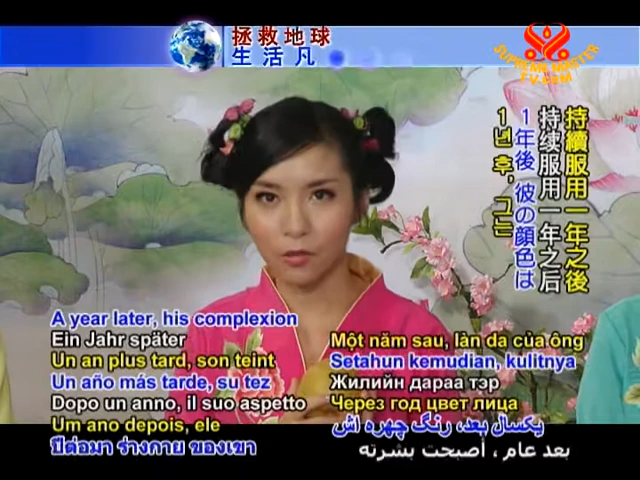 拯救地球
生活凡
SUPREME MASTER
TV.COM
持續服用一年之後
持续服用一年之后
1年後, 彼の顔色は
1년 후, 그는
A year later, his complexion
Ein Jahr später
Un an plus tard, son teint
Un año más tarde, su tez
Dopo un anno, il suo aspetto
Um ano depois, ele
ปีต่อมา ร่างกาย ของเขา
Một năm sau, làn da của ông
Setahun kemudian, kulitnya
Жилийн дараа тэр
Через год цвет лица
یکسال بعد، رنگ چهره اش
بعد عام ، أصبحت بشرته